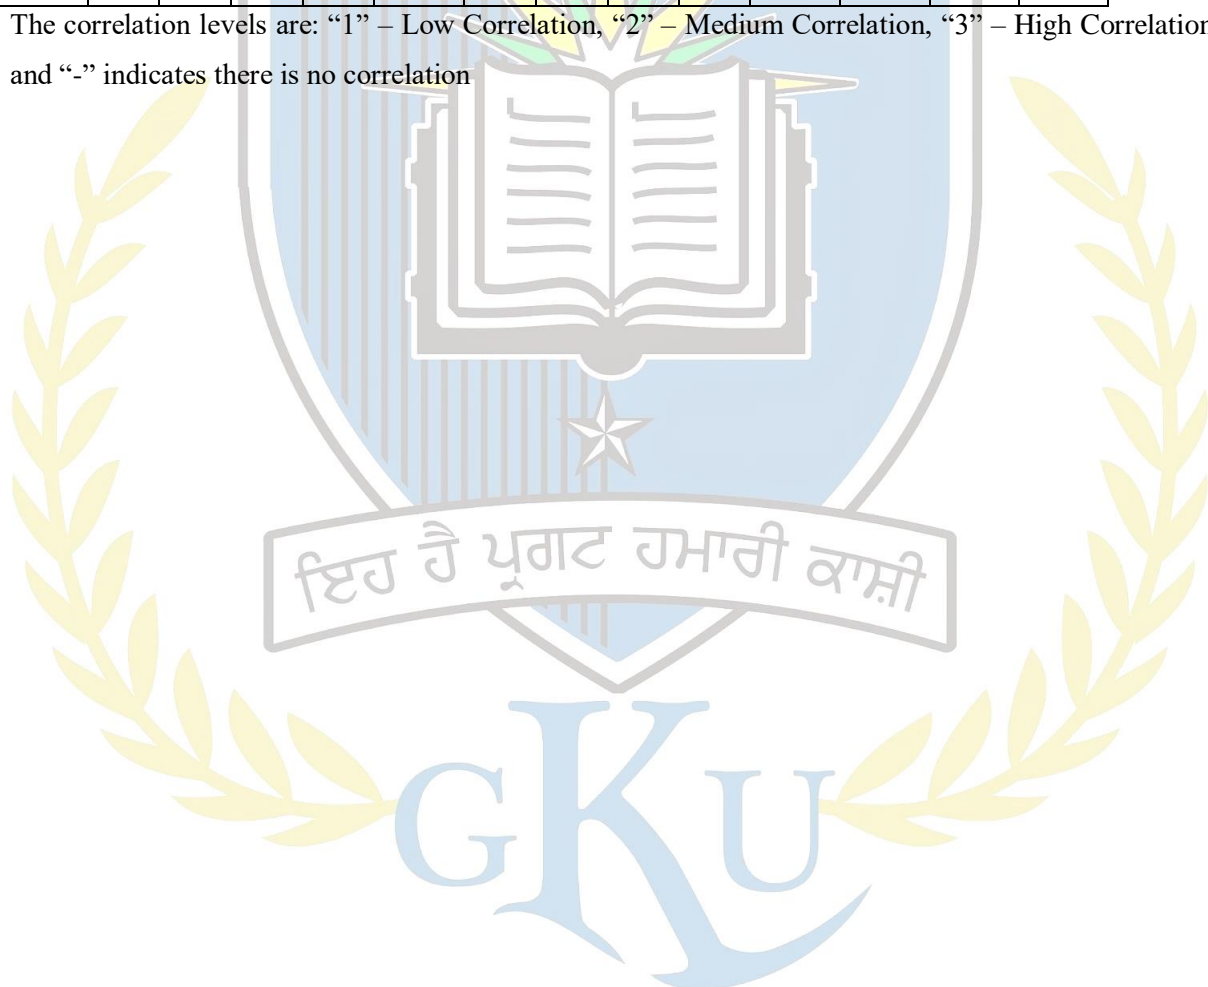 The correlation levels are: “1” – Low Correlation, “2” – Medium Correlation, “3” – High Correlation
and “-” indicates there is no correlation
ਇਹ ਹੈ ਪ੍ਰਗਟ ਹਮਾਰੀ ਕਾਸ਼ੀ
GKU